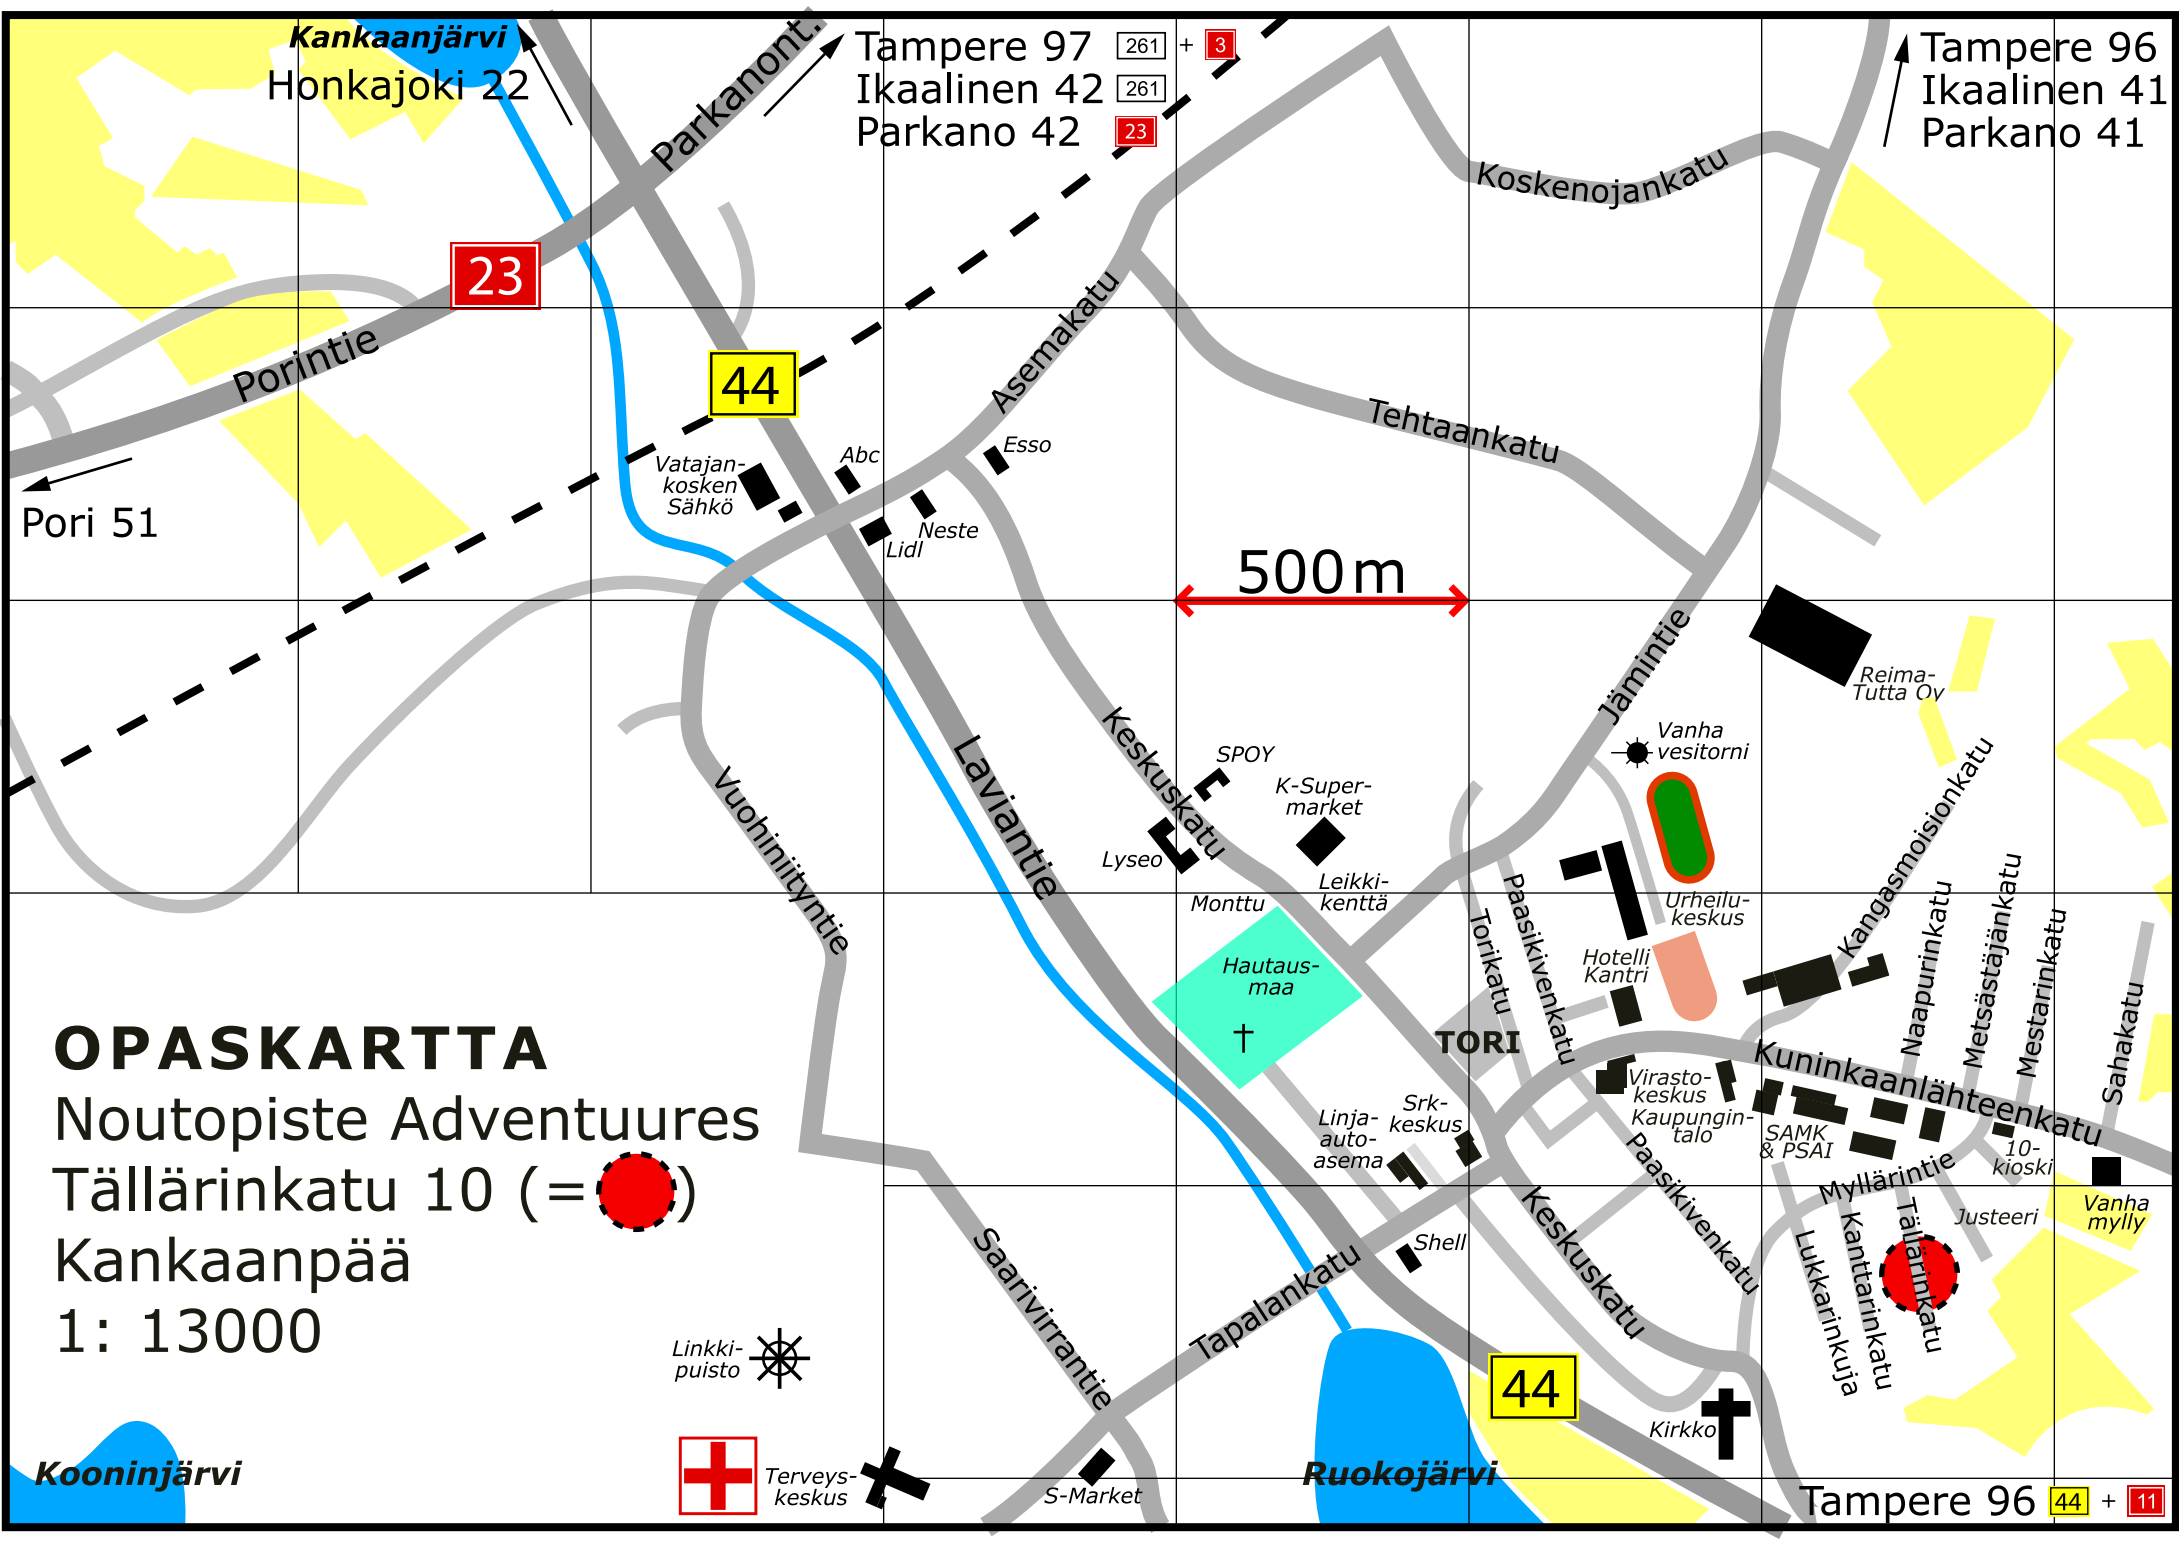 Kankaanjärvi
Honkajoki 22
Parkanont.
Tampere 97 261 + 3
Ikaalinen 42 261
Parkano 42 23
Tampere 96
Ikaalinen 41
Parkano 41
Koskenojankatu
23
Porintie
Pori 51
44
Asemakatu
Tehtaankatu
Abc
Esso
Vatajan-
kosken
Sähkö
Neste
Lidl
500 m
Jämintie
Reima-
Tutta Oy
Vanha
vesitorni
Keskuskatu
SPOY
K-Super-
market
Laviantie
Vuohiniityntie
Lyseo
Leikki-
kenttä
Monttu
Hautaus-
maa
Urheilu-
keskus
Hotelli
Kantri
Paasikivenkatu
Torikatu
TORI
Kangasmoisionkatu
Naapurinkatu
Metsästäjänkatu
Mestarinkatu
Sahakatu
Kuninkaanlähteenkatu
OPASKARTTA
Noutopiste Adventuures
Tällärinkatu 10 (= )
Kankaanpää
1: 13000
Virasto-
keskus
Kaupungin-
talo
SAMK
& PSAI
10-
kioski
Srk-
keskus
Linja-
auto-
asema
Paasikivenkatu
Myllärintie
Justeeri
Vanha
mylly
Keskuskatu
Shell
Tapalankatu
Saarivirrantie
Lukkarinkuja
Kanttarinkatu
Tällärinkatu
Linkki-
puisto
44
Kirkko
Kooninjärvi
Terveys-
keskus
S-Market
Ruokojärvi
Tampere 96 44 + 11